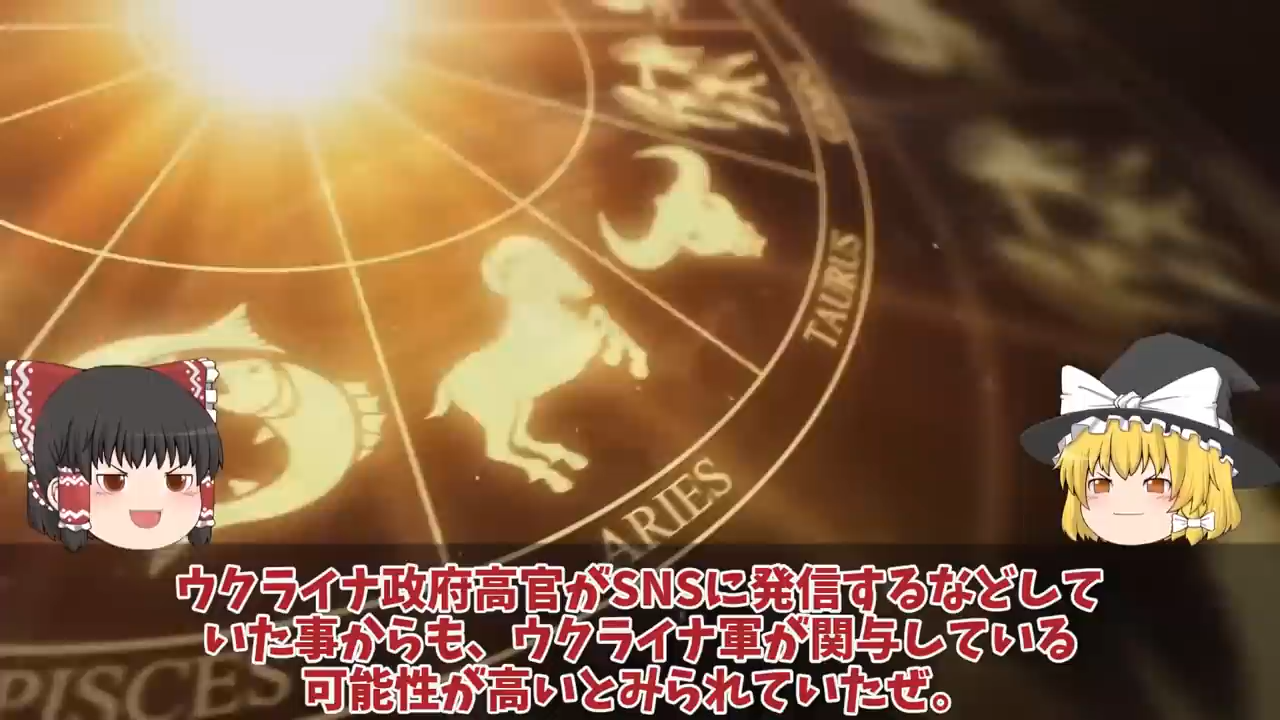 TAURUS
ARIES
PISCES
ウクライナ政府高官がSNSに発信するなどして
いた事からも、ウクライナ軍が関与している
可能性が高いとみられていたぜ。